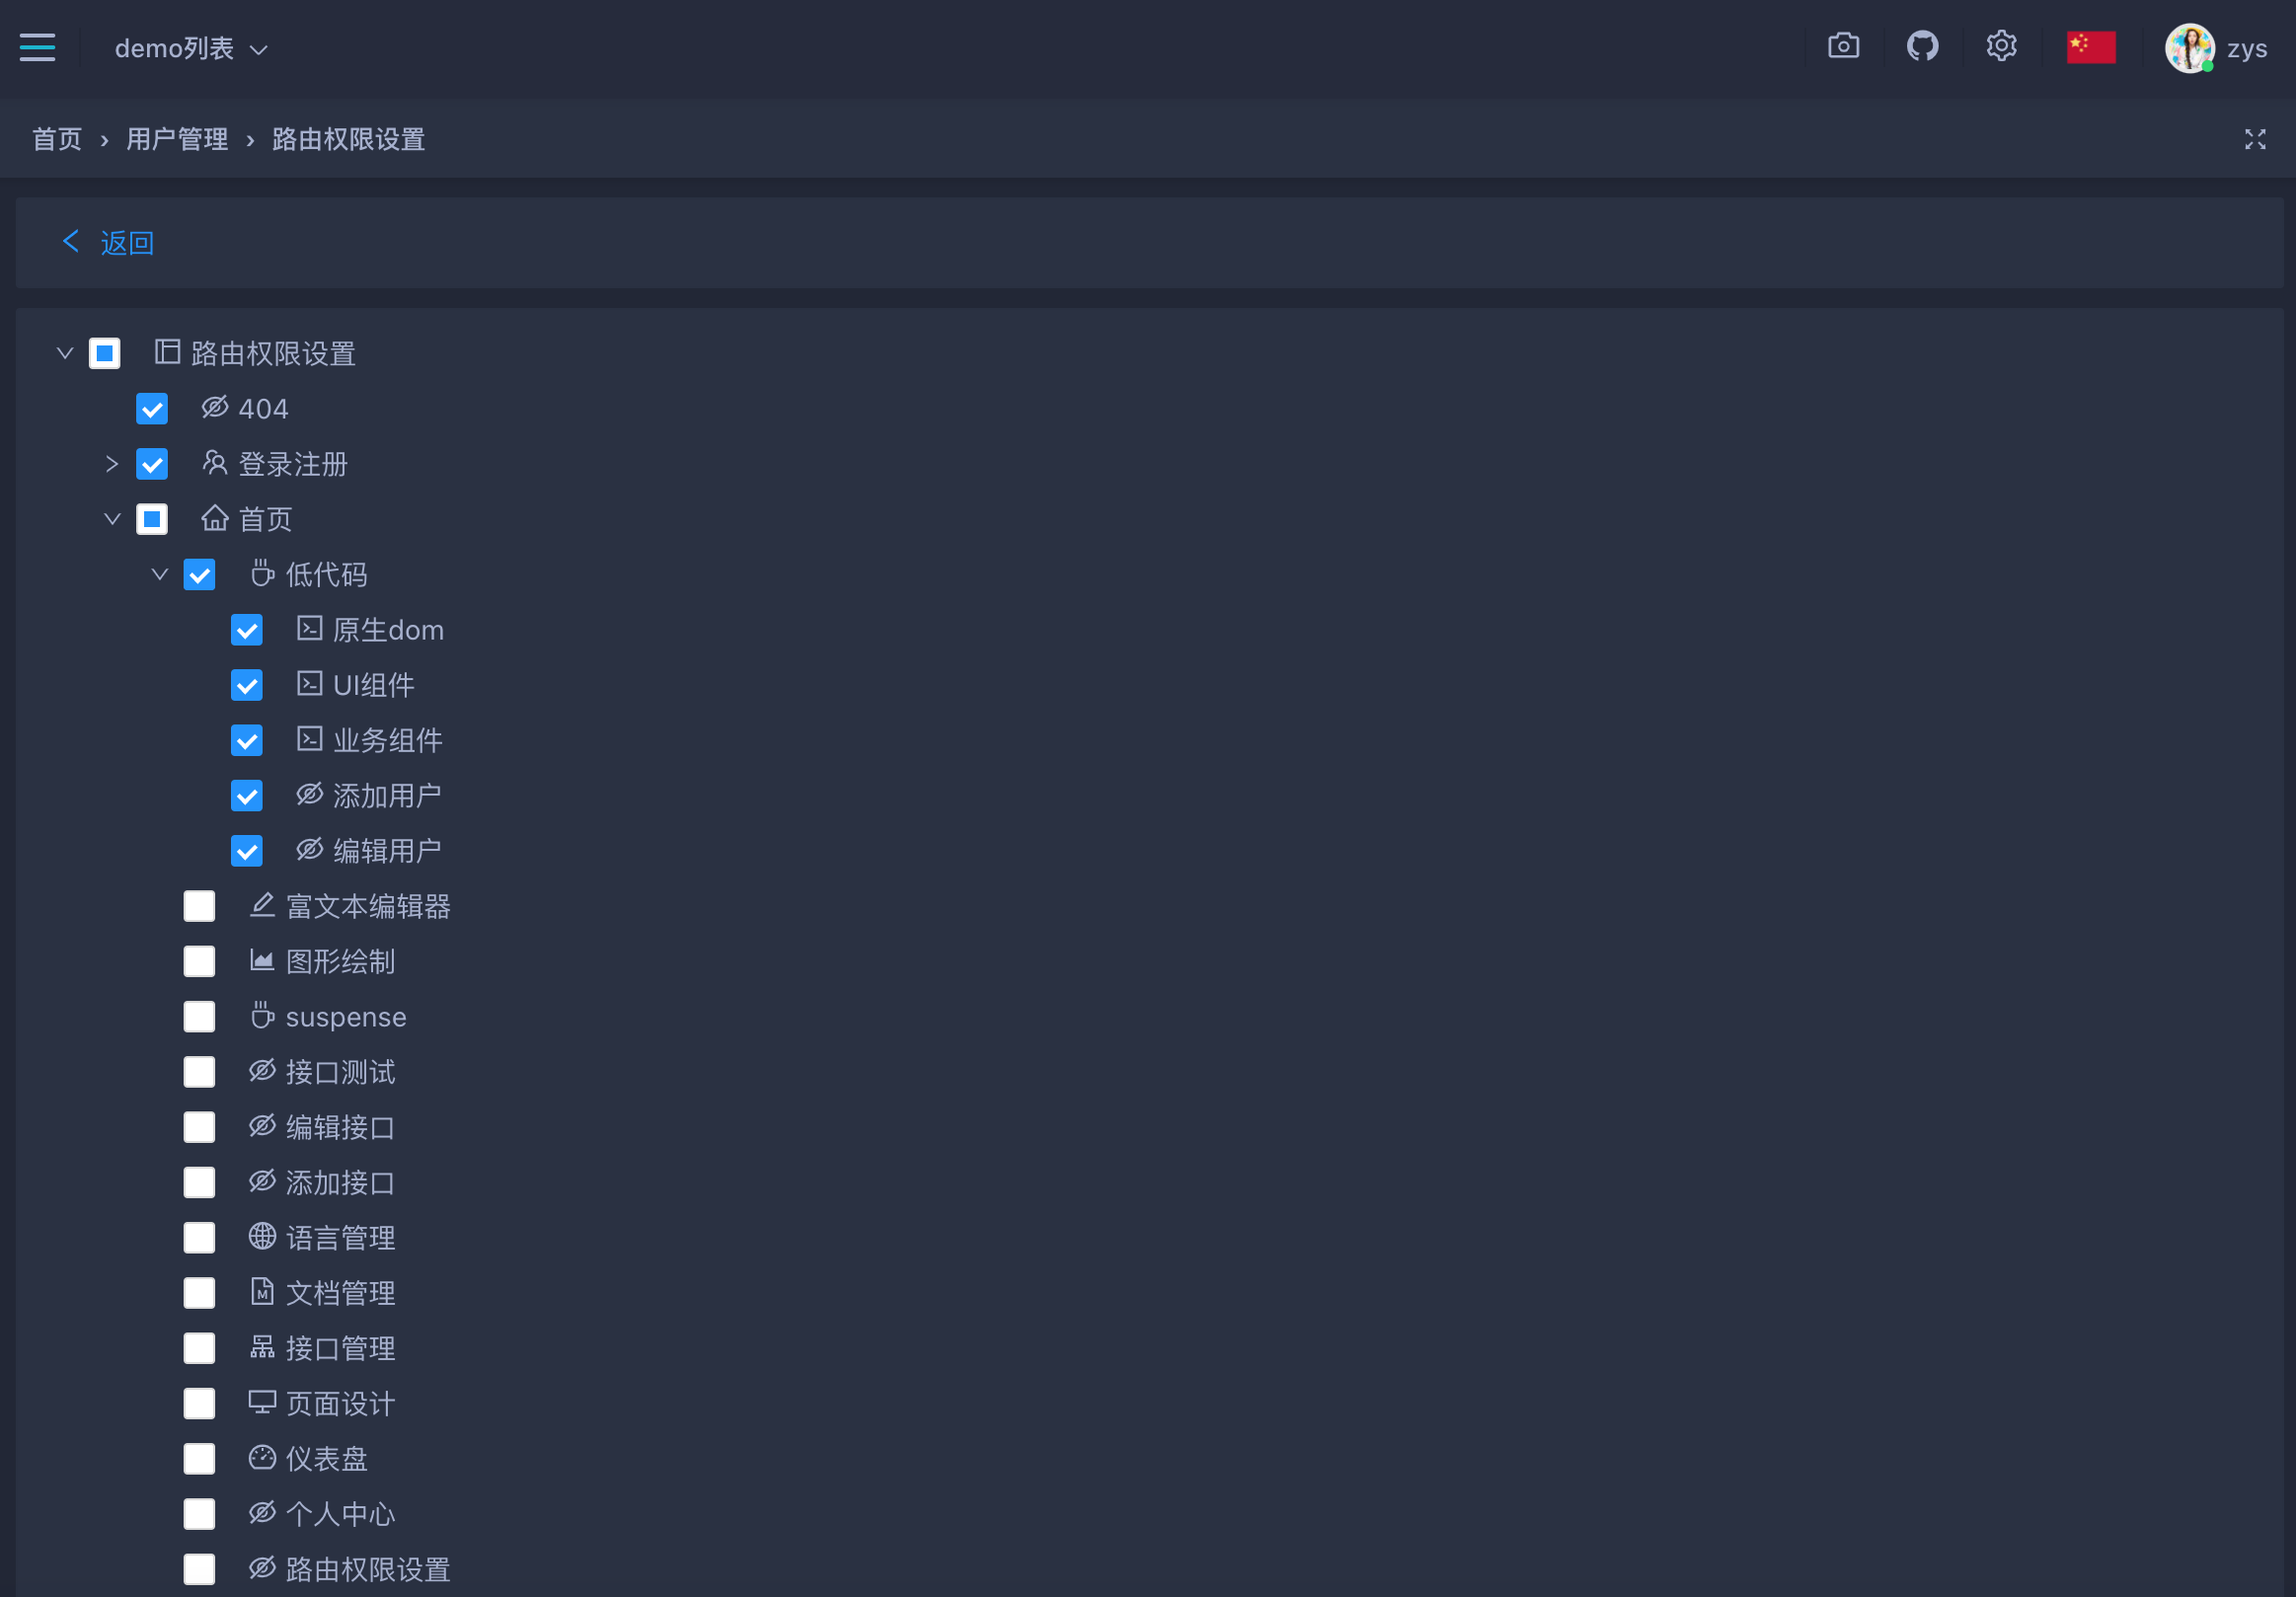 demo列表
zys
首页 › 用户管理 › 路由权限设置
返回
路由权限设置
404
登录注册
首页
低代码
原生dom
UI组件
业务组件
添加用户
编辑用户
富文本编辑器
图形绘制
suspense
接口测试
编辑接口
添加接口
语言管理
文档管理
接口管理
页面设计
仪表盘
个人中心
路由权限设置